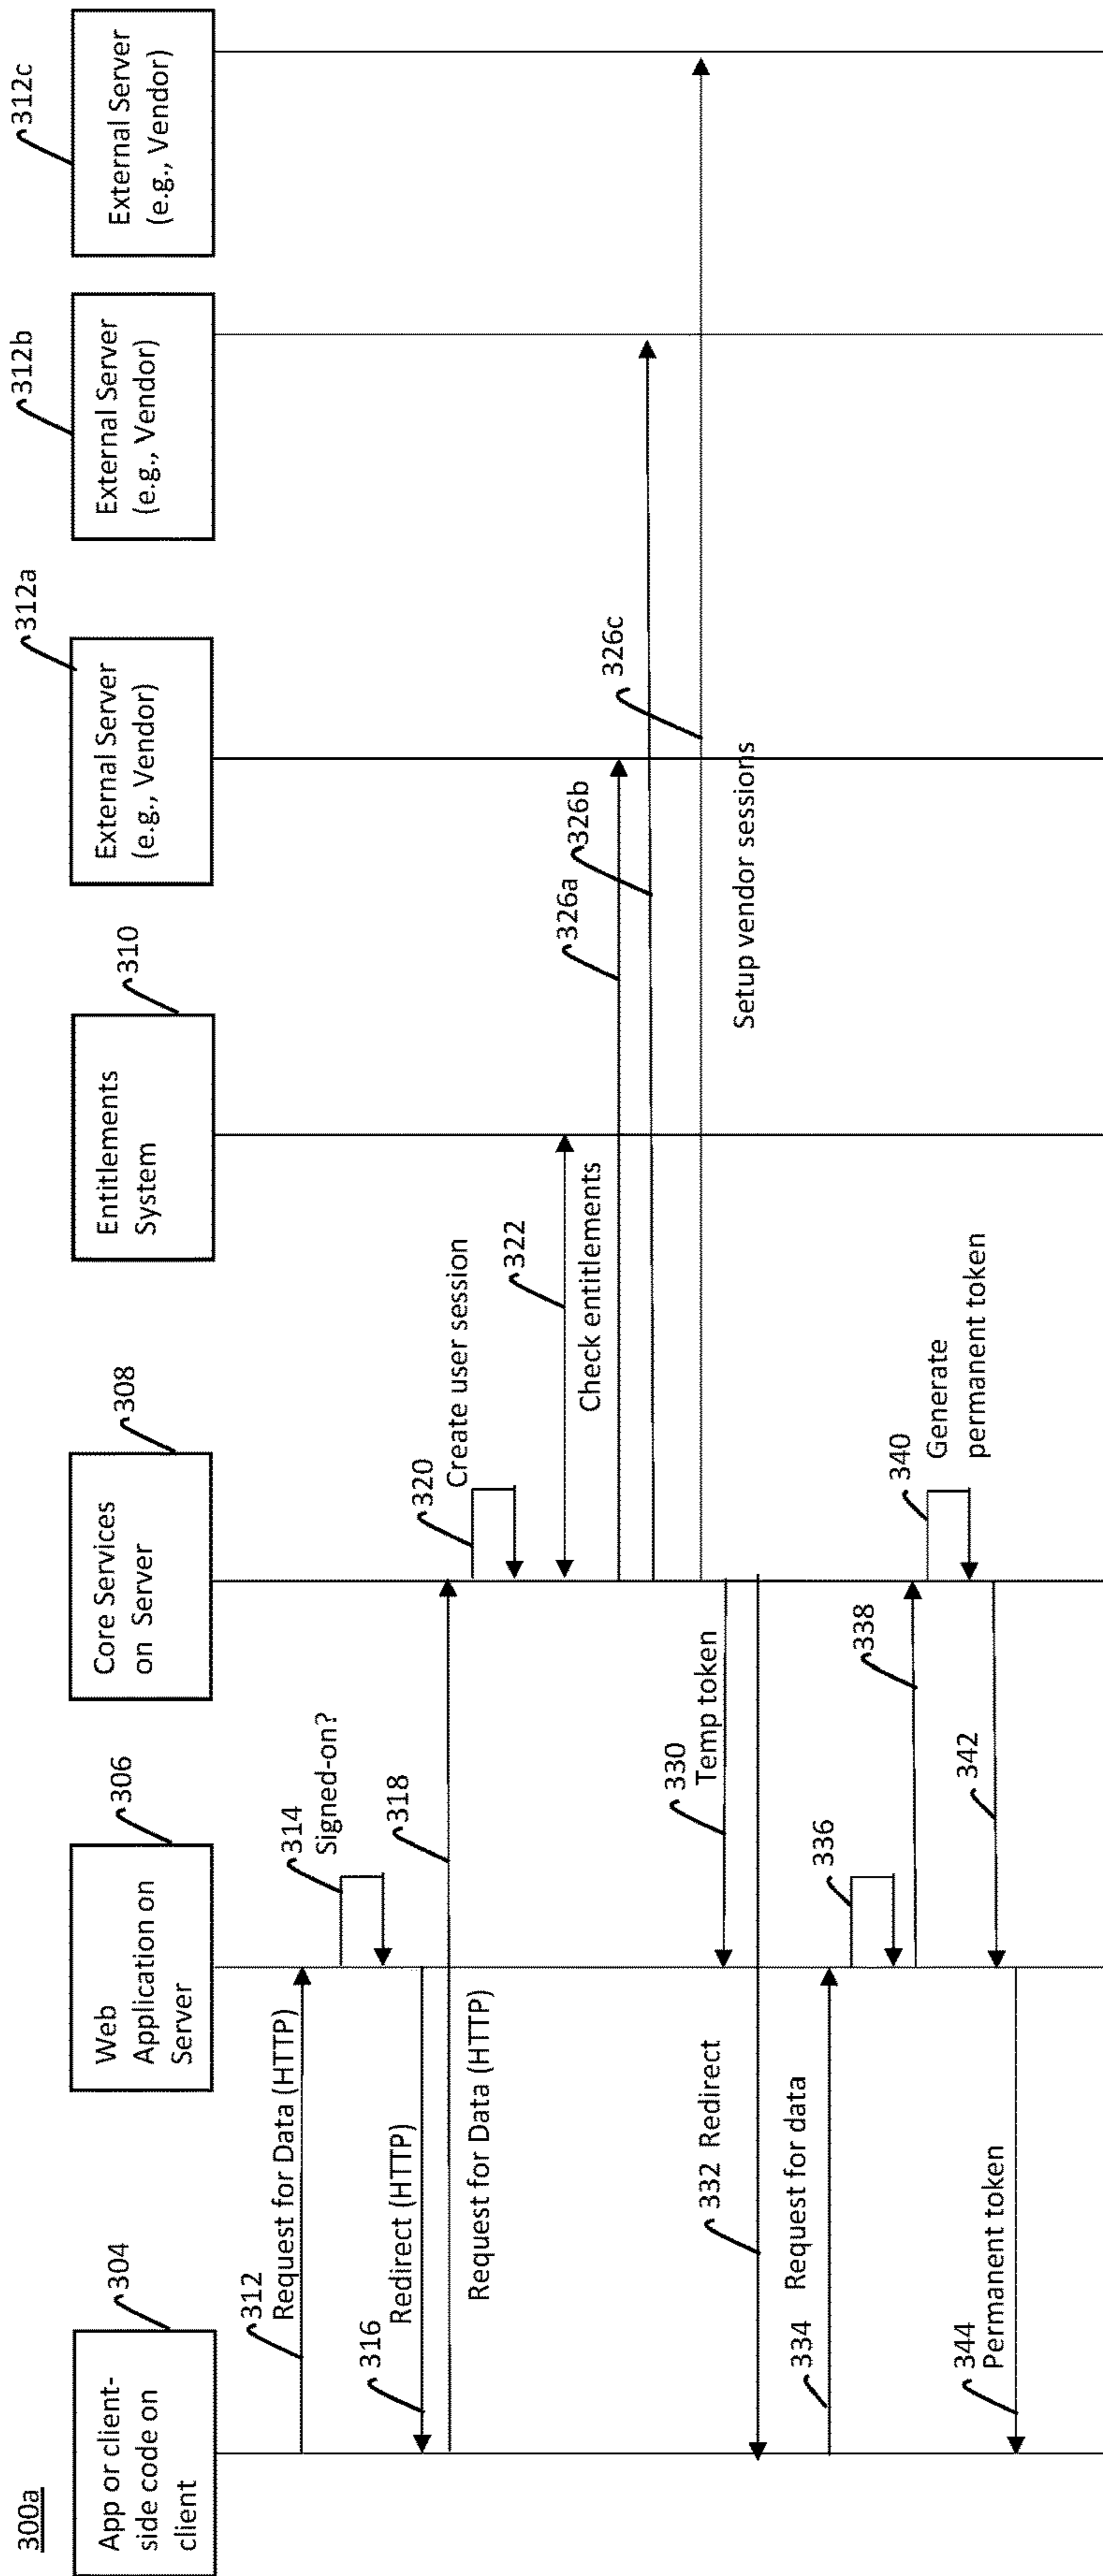 300a
304
App or client-
side code on
client
306
Web
Application on
Server
308
Core Services
on Server
310
Entitlements
System
312a
External Server
(e.g., Vendor)
312b
External Server
(e.g., Vendor)
312c
External Server
(e.g., Vendor)
312
Request for Data (HTTP)
314
Signed-on?
316
Redirect (HTTP)
318
Request for Data (HTTP)
320
Create user session
322
Check entitlements
326a
326b
326c
Setup vendor sessions
330
Temp token
332 Redirect
334
Request for data
336
338
340
Generate
permanent token
342
344
Permanent token